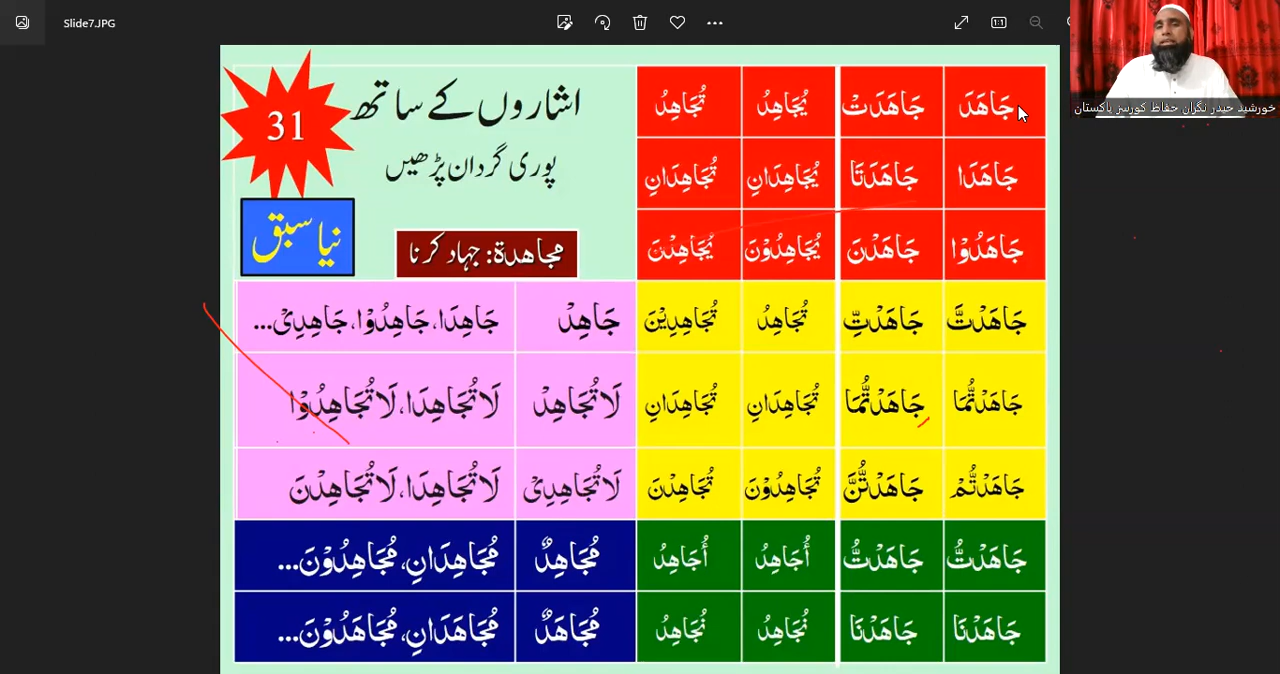 Slide7.JPG
1:1
خورشید حیدر نگران حفاظ کورسز پاکستان
31
اشاروں کے ساتھ
پوری گردان پڑھیں
نیا سبق
مجاھدۃ: جہاد کرنا
جَاهَدَ جَاهَدَتْ يُجَاهِدُ تُجَاهِدُ
جَاهَدَا جَاهَدَتَا يُجَاهِدَانِ تُجَاهِدَانِ
جَاهَدُوْا جَاهَدْنَ يُجَاهِدُوْنَ يُجَاهِدْنَ
جَاهَدْتَّ جَاهَدْتِّ تُجَاهِدُ تُجَاهِدِيْنَ جَاهِدْ جَاهِدَا، جَاهِدُوْا، جَاهِدِيْ...
جَاهَدْتُّمَا جَاهَدْتُّمَا تُجَاهِدَانِ تُجَاهِدَانِ لَا تُجَاهِدْ لَا تُجَاهِدَا، لَا تُجَاهِدُوْا
جَاهَدْتُّمْ جَاهَدْتُّنَّ تُجَاهِدُوْنَ تُجَاهِدْنَ لَا تُجَاهِدِيْ لَا تُجَاهِدَا، لَا تُجَاهِدْنَ
جَاهَدْتُّ جَاهَدْتُّ أُجَاهِدُ أُجَاهِدُ مُجَاهِدٌ مُجَاهِدَانِ، مُجَاهِدُوْنَ...
جَاهَدْنَا جَاهَدْنَا نُجَاهِدُ نُجَاهِدُ مُجَاهَدٌ مُجَاهَدَانِ، مُجَاهَدُوْنَ...